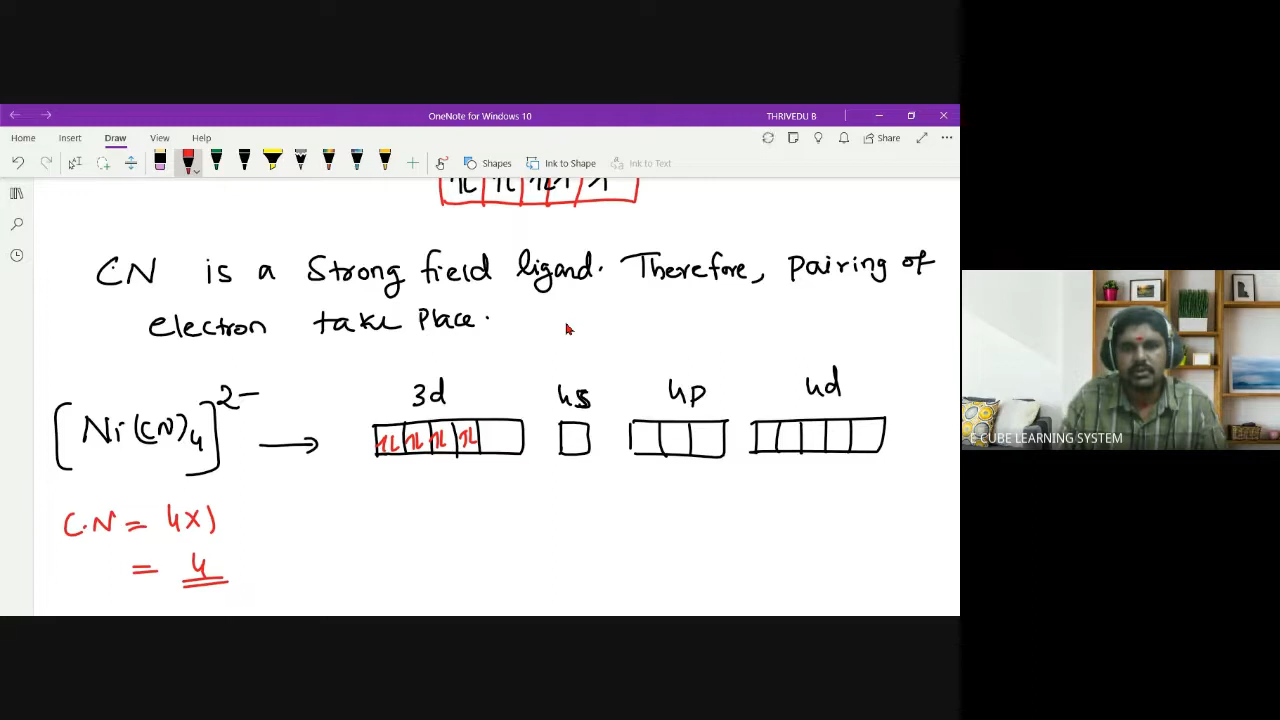 OneNote for Windows 10
THRIVEDU B
Home Insert Draw View Help
Share
Shapes Ink to Shape Ink to Text
CN is a Strong field ligand. Therefore, Pairing of
electron take Place.
3d 4s 4p 4d
[Ni(CN)4]2- →
C.N = 4x1
= 4
E CUBE LEARNING SYSTEM